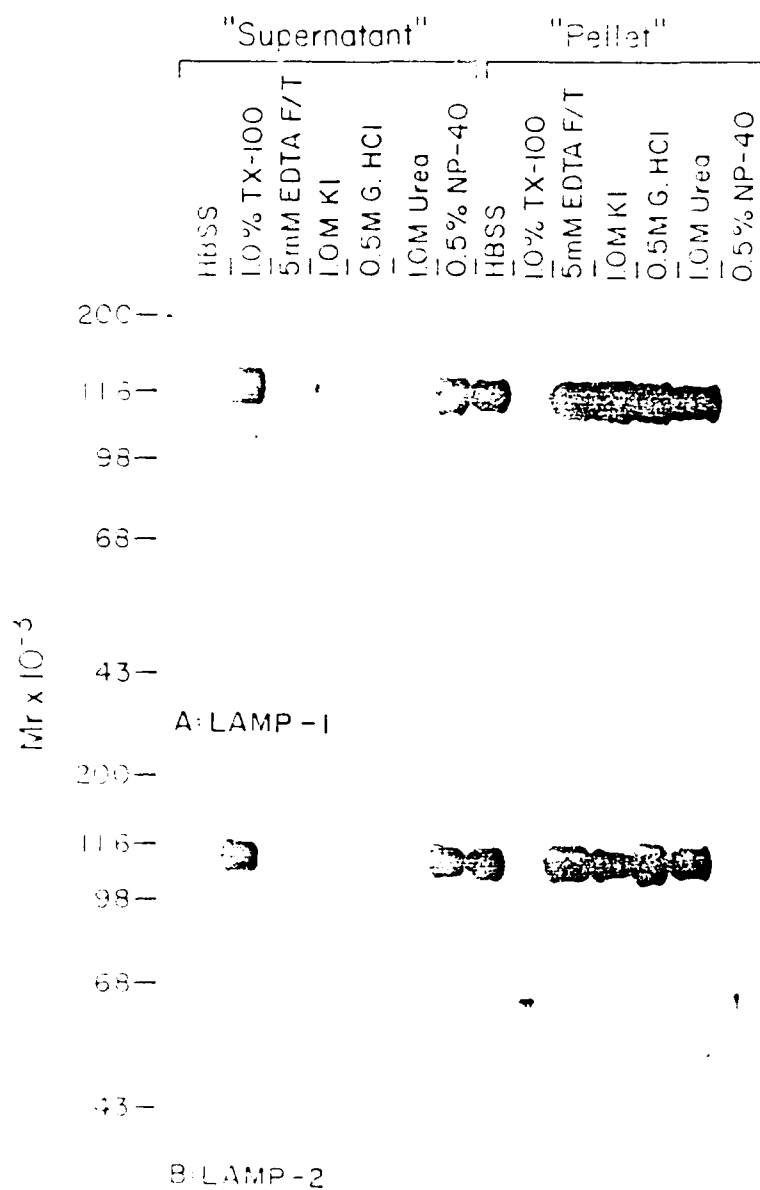 "Supernatant" "Pellet"
HBSS
1.0% TX-100
5mM EDTA F/T
1.0M KI
0.5M G. HCl
1.0M Urea
0.5% NP-40
HBSS
1.0% TX-100
5mM EDTA F/T
1.0M KI
0.5M G. HCl
1.0M Urea
0.5% NP-40
200
116
98
68
43
Mr x 10-3
A: LAMP-1
200
116
98
68
43
B: LAMP-2